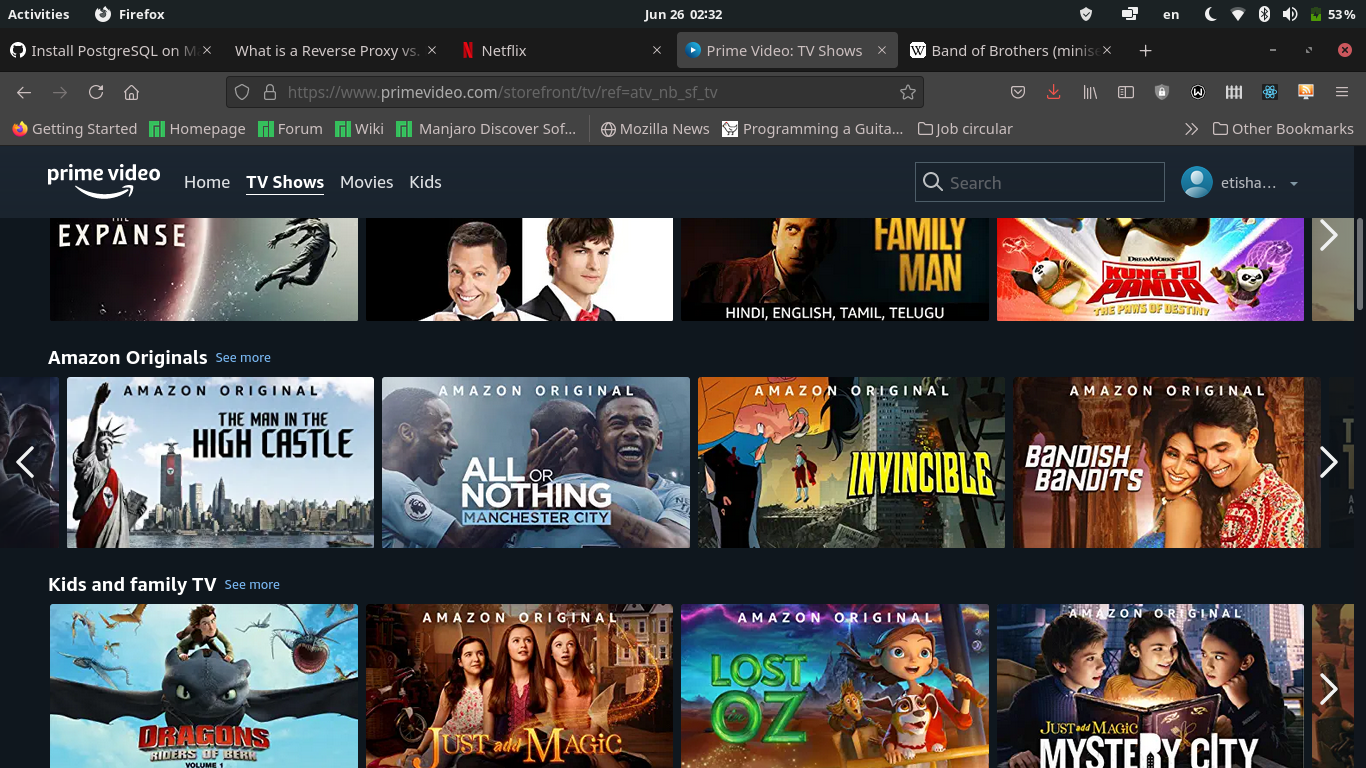 Activities Firefox Jun 26 02:32 en 53%
Install PostgreSQL on M What is a Reverse Proxy vs. Netflix Prime Video: TV Shows Band of Brothers (minise
https://www.primevideo.com/storefront/tv/ref=atv_nb_sf_tv
Getting Started Homepage Forum Wiki Manjaro Discover Sof... Mozilla News Programming a Guita... Job circular Other Bookmarks
prime video Home TV Shows Movies Kids Search etisha...
THE
EXPANSE
FAMILY
MAN
HINDI, ENGLISH, TAMIL, TELUGU
DREAMWORKS
KUNG FU
PANDA
THE PAWS OF DESTINY
Amazon Originals See more
AMAZON ORIGINAL
THE MAN IN THE
HIGH CASTLE
AMAZON ORIGINAL
ALL OR
NOTHING
MANCHESTER CITY
AMAZON ORIGINAL
INVINCIBLE
AMAZON ORIGINAL
BANDISH
BANDITS
Kids and family TV See more
DRAGONS
RIDERS OF BERK
VOLUME 1
AMAZON ORIGINAL
JUST add MAGIC
AMAZON ORIGINAL
LOST
IN
OZ
AMAZON ORIGINAL
JUST add MAGIC
MYSTERY CITY